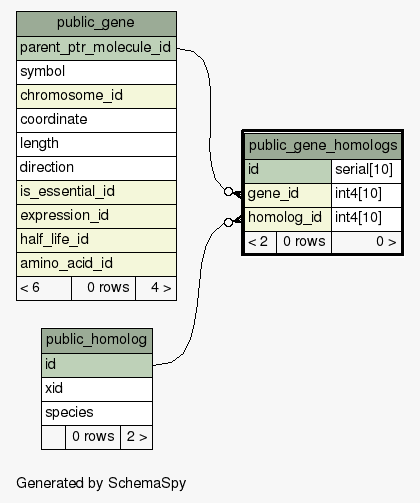 public_gene
parent_ptr_molecule_id
symbol
chromosome_id
coordinate
length
direction
is_essential_id
expression_id
half_life_id
amino_acid_id
< 6 0 rows 4 >
public_gene_homologs
id serial[10]
gene_id int4[10]
homolog_id int4[10]
< 2 0 rows 0 >
public_homolog
id
xid
species
0 rows 2 >
Generated by SchemaSpy